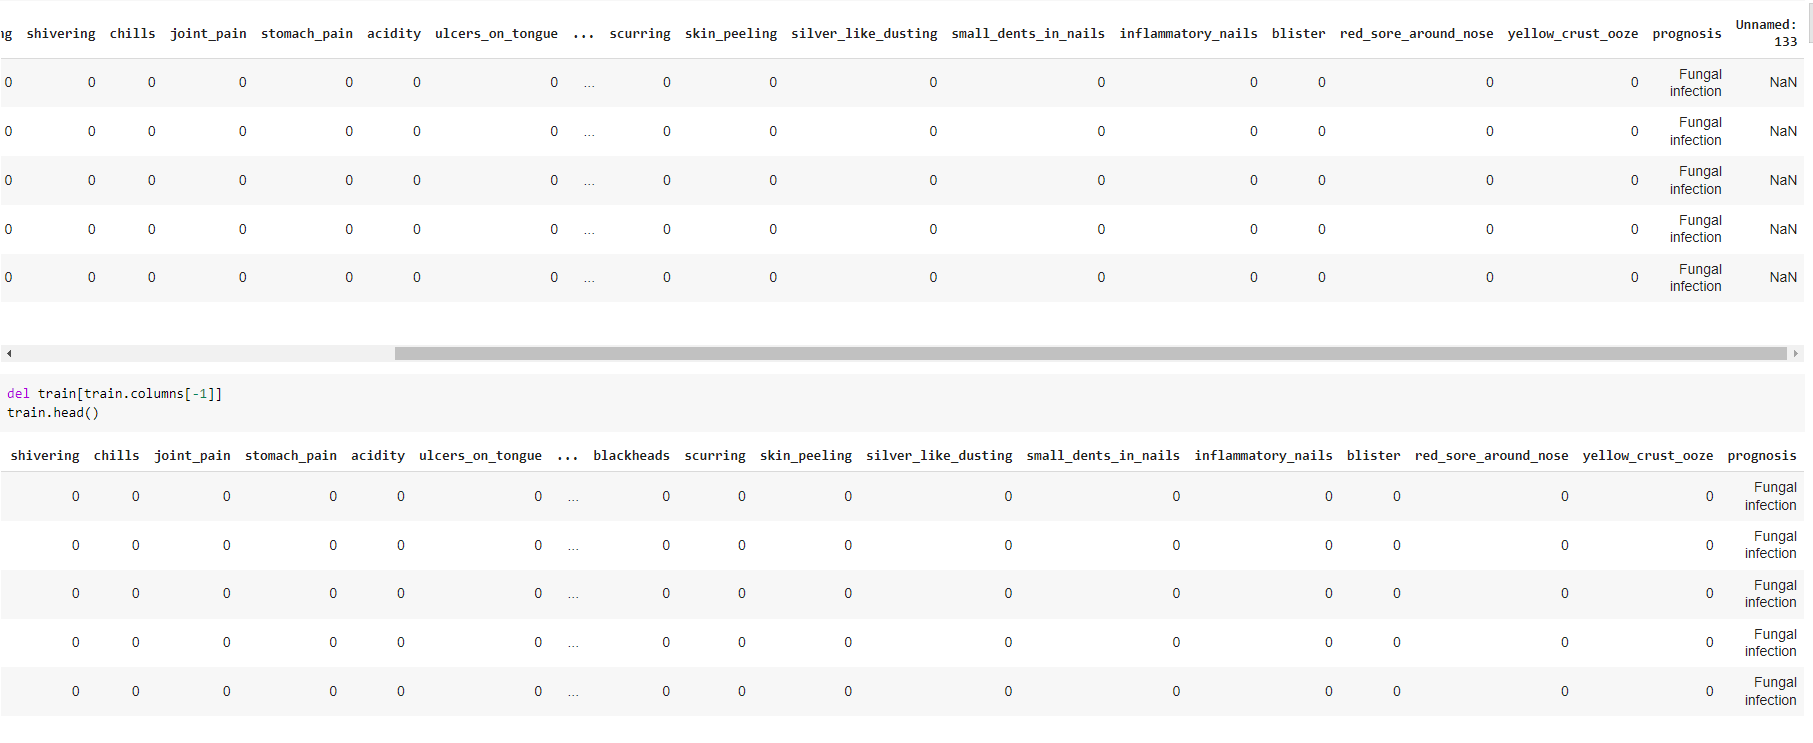 ng shivering chills joint_pain stomach_pain acidity ulcers_on_tongue ... scurring skin_peeling silver_like_dusting small_dents_in_nails inflammatory_nails blister red_sore_around_nose yellow_crust_ooze prognosis Unnamed: 133
0 0 0 0 0 0 0 ... 0 0 0 0 0 0 0 0 Fungal infection NaN
0 0 0 0 0 0 0 ... 0 0 0 0 0 0 0 0 Fungal infection NaN
0 0 0 0 0 0 0 ... 0 0 0 0 0 0 0 0 Fungal infection NaN
0 0 0 0 0 0 0 ... 0 0 0 0 0 0 0 0 Fungal infection NaN
0 0 0 0 0 0 0 ... 0 0 0 0 0 0 0 0 Fungal infection NaN
del train[train.columns[-1]]
train.head()
shivering chills joint_pain stomach_pain acidity ulcers_on_tongue ... blackheads scurring skin_peeling silver_like_dusting small_dents_in_nails inflammatory_nails blister red_sore_around_nose yellow_crust_ooze prognosis
0 0 0 0 0 0 ... 0 0 0 0 0 0 0 0 0 Fungal infection
0 0 0 0 0 0 ... 0 0 0 0 0 0 0 0 0 Fungal infection
0 0 0 0 0 0 ... 0 0 0 0 0 0 0 0 0 Fungal infection
0 0 0 0 0 0 ... 0 0 0 0 0 0 0 0 0 Fungal infection
0 0 0 0 0 0 ... 0 0 0 0 0 0 0 0 0 Fungal infection